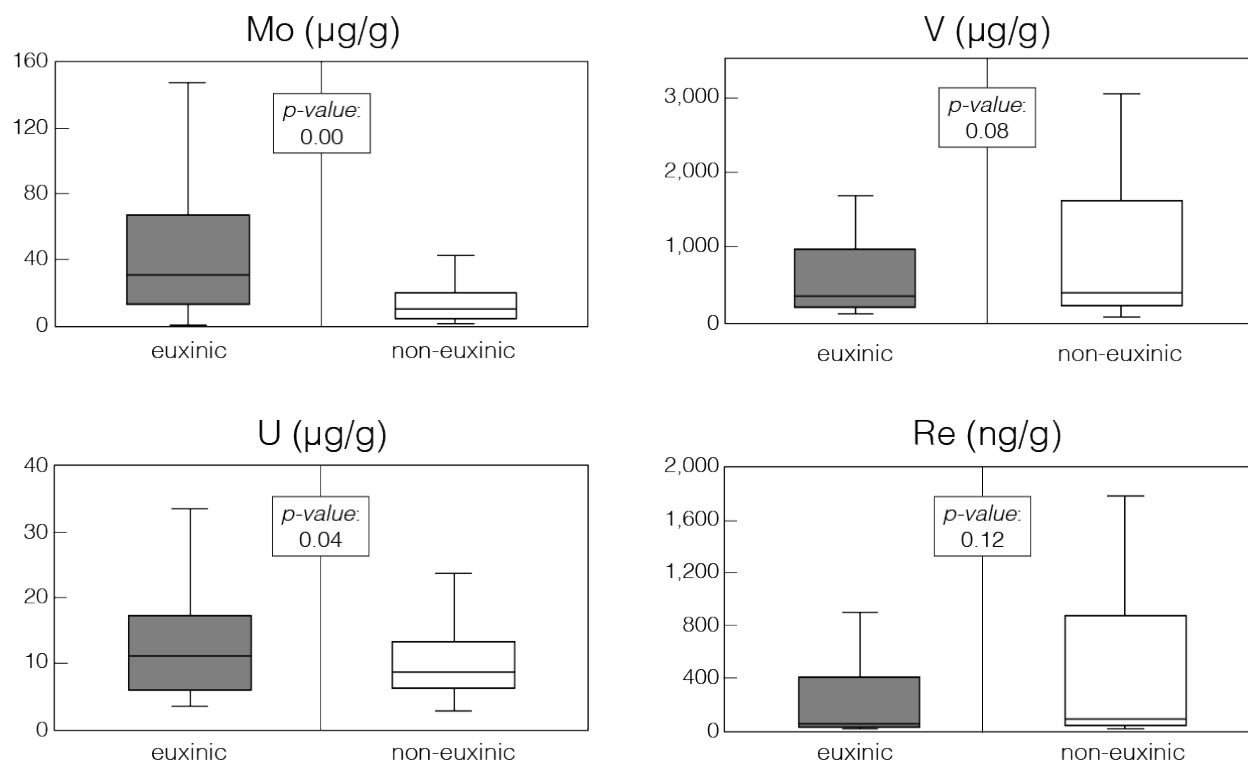 Mo (µg/g)
160
120
80
40
0
p-value:
0.00
euxinic
non-euxinic
V (µg/g)
3,000
2,000
1,000
0
p-value:
0.08
euxinic
non-euxinic
U (µg/g)
40
30
20
10
0
p-value:
0.04
euxinic
non-euxinic
Re (ng/g)
2,000
1,600
1,200
800
400
0
p-value:
0.12
euxinic
non-euxinic